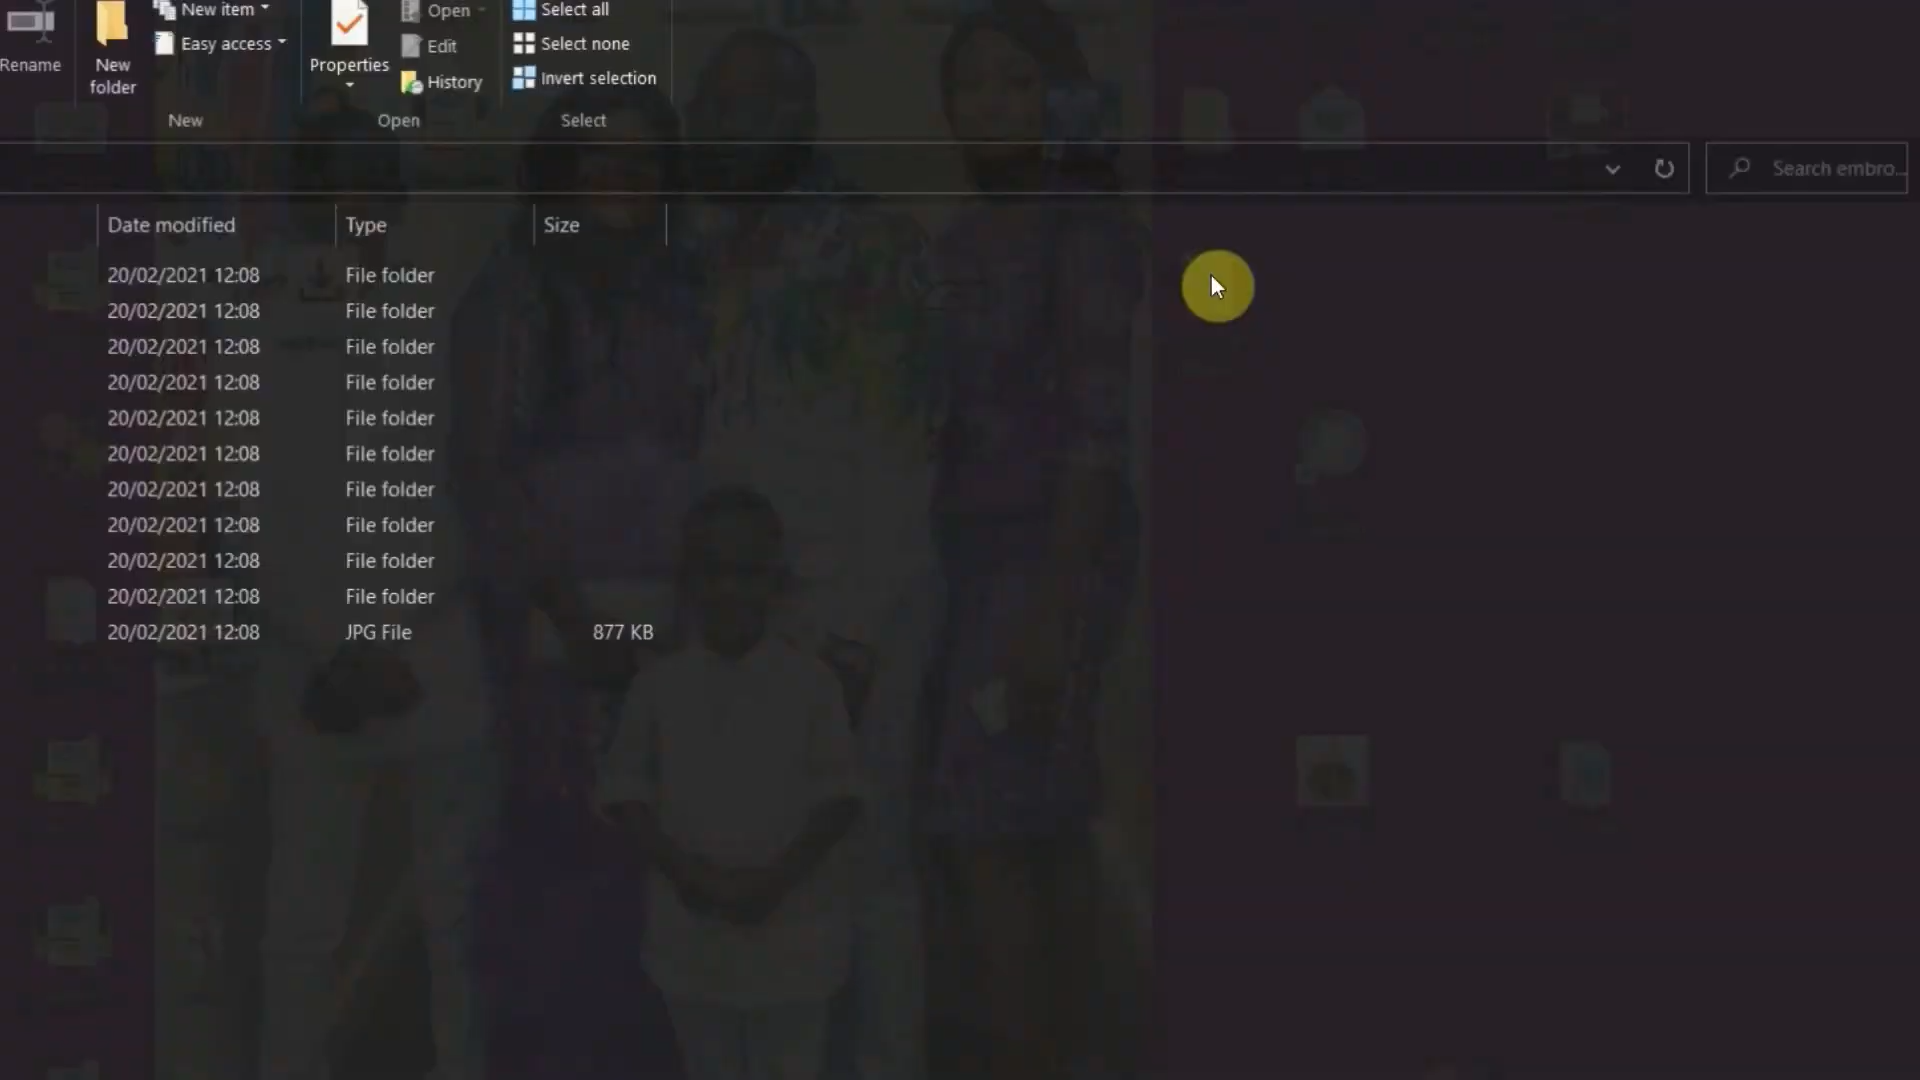 New item
Open
Select all
Easy access
Edit
Select none
Rename
New folder
Properties
History
Invert selection
New
Open
Select
Search embro...
Date modified
Type
Size
20/02/2021 12:08 File folder
20/02/2021 12:08 File folder
20/02/2021 12:08 File folder
20/02/2021 12:08 File folder
20/02/2021 12:08 File folder
20/02/2021 12:08 File folder
20/02/2021 12:08 File folder
20/02/2021 12:08 File folder
20/02/2021 12:08 File folder
20/02/2021 12:08 File folder
20/02/2021 12:08 JPG File 877 KB